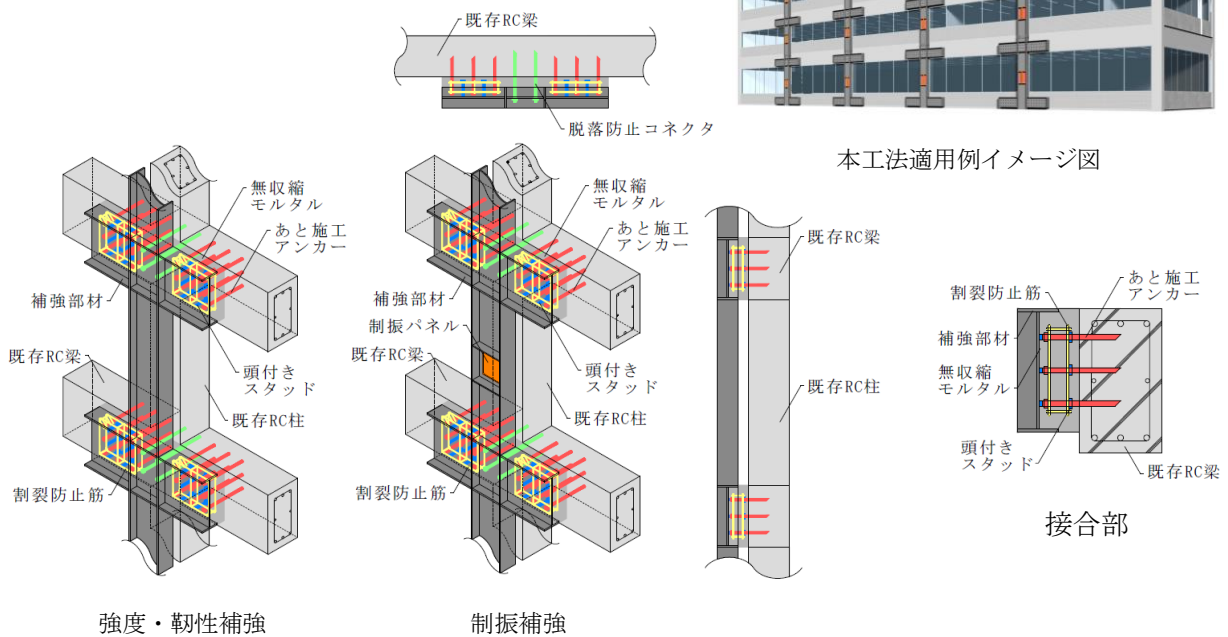 既存RC梁
脱落防止コネクタ
本工法適用例イメージ図
無収縮
モルタル
あと施工
アンカー
補強部材
既存RC梁
頭付き
スタッド
既存RC柱
割裂防止筋
強度・靭性補強
無収縮
モルタル
あと施工
アンカー
補強部材
制振パネル
既存RC梁
頭付き
スタッド
既存RC柱
割裂防止筋
制振補強
既存RC梁
既存RC柱
あと施工
アンカー
割裂防止筋
補強部材
無収縮
モルタル
頭付き
スタッド
既存RC梁
接合部